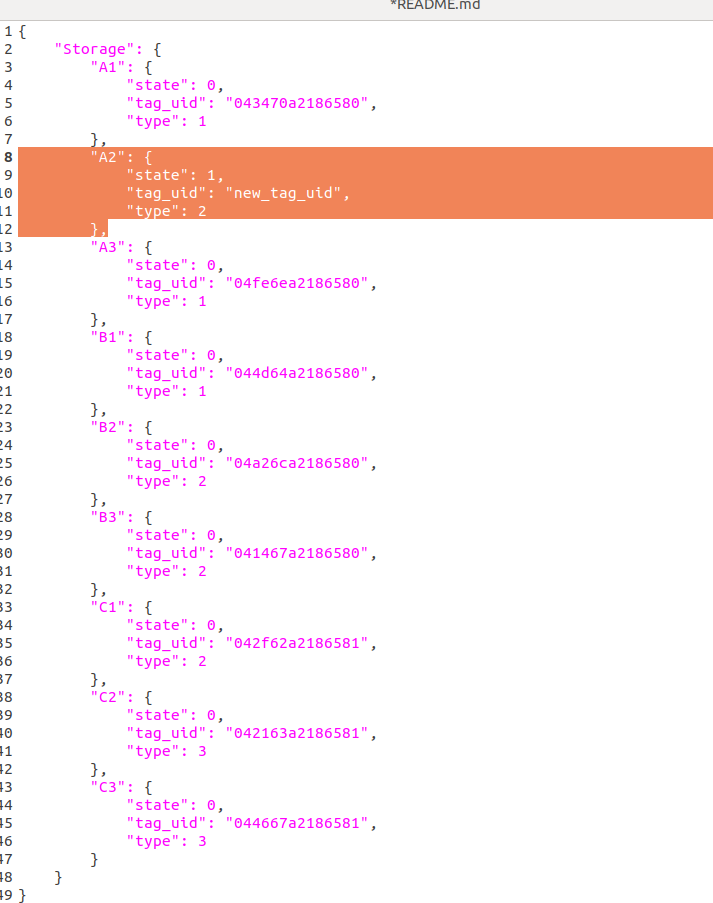 *README.md
1 {
2     "Storage": {
3         "A1": {
4             "state": 0,
5             "tag_uid": "043470a2186580",
6             "type": 1
7         },
8         "A2": {
9             "state": 1,
10             "tag_uid": "new_tag_uid",
11             "type": 2
12         },
13         "A3": {
14             "state": 0,
15             "tag_uid": "04fe6ea2186580",
16             "type": 1
17         },
18         "B1": {
19             "state": 0,
20             "tag_uid": "044d64a2186580",
21             "type": 1
22         },
23         "B2": {
24             "state": 0,
25             "tag_uid": "04a26ca2186580",
26             "type": 2
27         },
28         "B3": {
29             "state": 0,
30             "tag_uid": "041467a2186580",
31             "type": 2
32         },
33         "C1": {
34             "state": 0,
35             "tag_uid": "042f62a2186581",
36             "type": 2
37         },
38         "C2": {
39             "state": 0,
40             "tag_uid": "042163a2186581",
41             "type": 3
42         },
43         "C3": {
44             "state": 0,
45             "tag_uid": "044667a2186581",
46             "type": 3
47         }
48     }
49 }